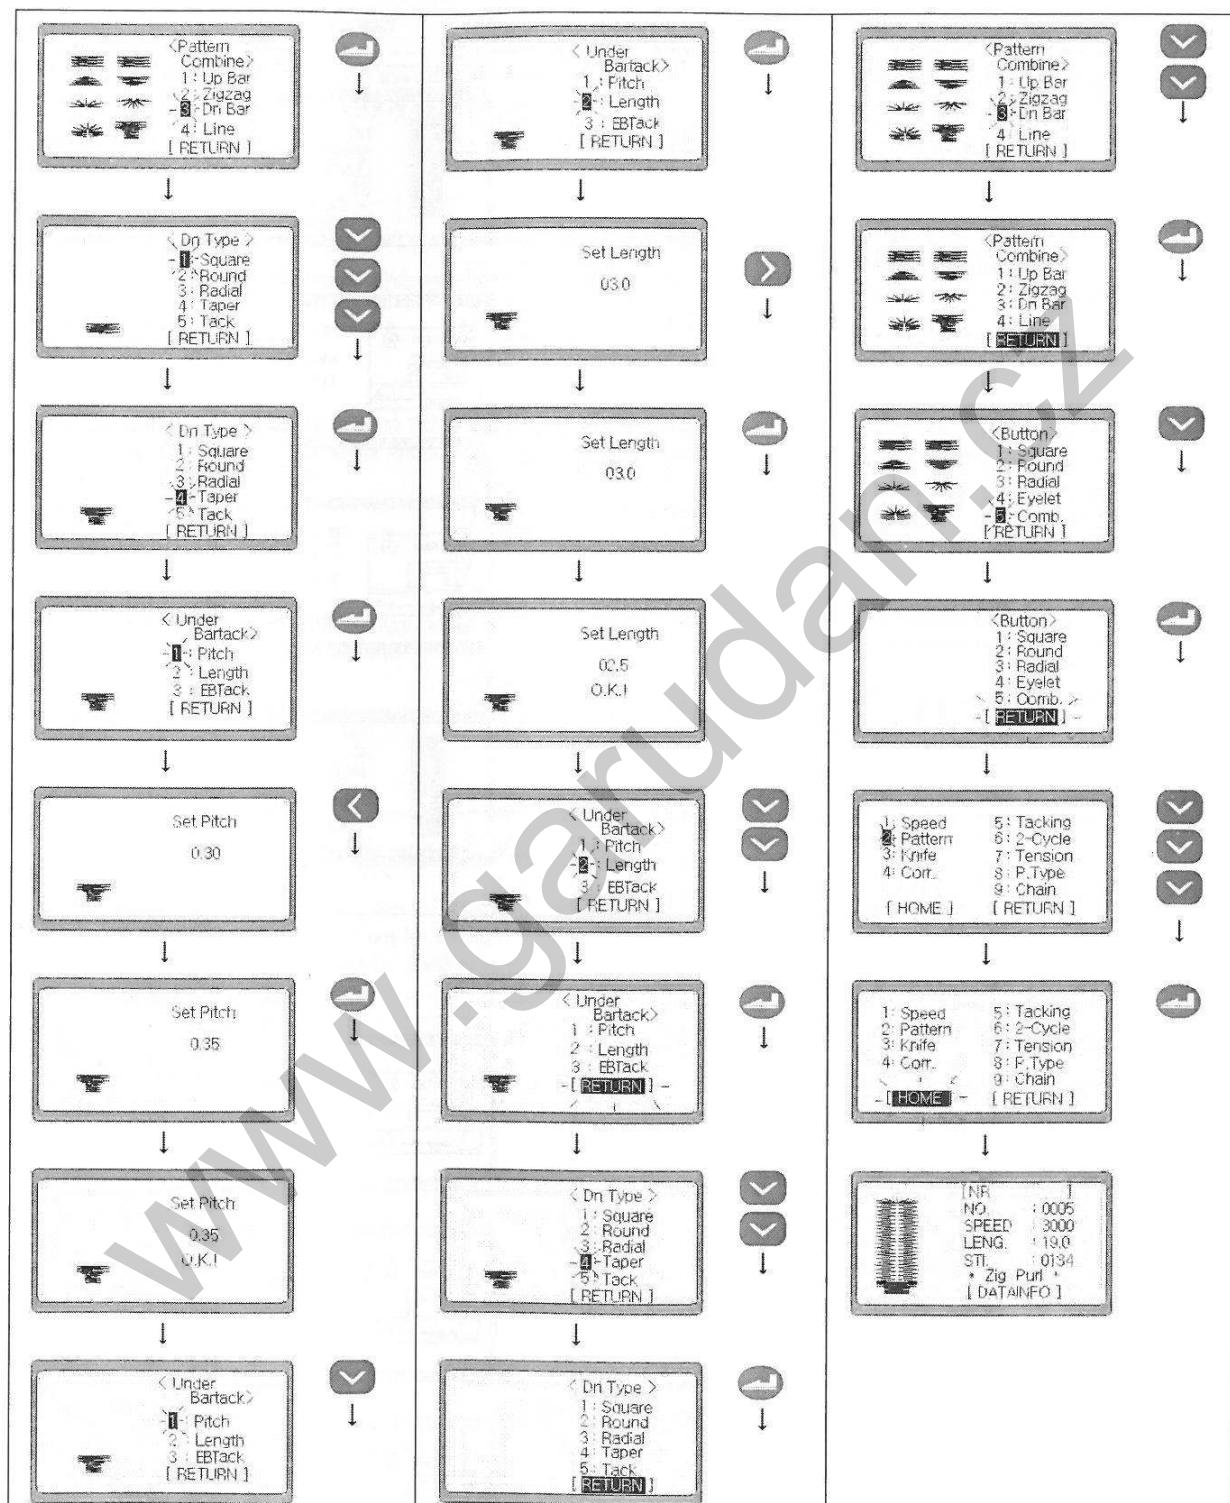 <Pattern
Combine>
1: Up Bar
2: Zigzag
3: Dn Bar
4: Line
[ RETURN ]
< Dn Type >
1: Square
2: Round
3: Radial
4: Taper
5: Tack
[ RETURN ]
< Dn Type >
1: Square
2: Round
3: Radial
4: Taper
5: Tack
[ RETURN ]
< Under
Bartack>
1: Pitch
2: Length
3: EBTack
[ RETURN ]
Set Pitch
0.30
Set Pitch
0.35
Set Pitch
0.35
O.K.!
< Under
Bartack>
1: Pitch
2: Length
3: EBTack
[ RETURN ]
< Under
Bartack>
1: Pitch
2: Length
3: EBTack
[ RETURN ]
Set Length
03.0
Set Length
03.0
Set Length
02.5
O.K.!
< Under
Bartack>
1: Pitch
2: Length
3: EBTack
[ RETURN ]
< Under
Bartack>
1: Pitch
2: Length
3: EBTack
[ RETURN ]
< Dn Type >
1: Square
2: Round
3: Radial
4: Taper
5: Tack
[ RETURN ]
< Dn Type >
1: Square
2: Round
3: Radial
4: Taper
5: Tack
[ RETURN ]
<Pattern
Combine>
1: Up Bar
2: Zigzag
3: Dn Bar
4: Line
[ RETURN ]
<Pattern
Combine>
1: Up Bar
2: Zigzag
3: Dn Bar
4: Line
[ RETURN ]
<Button>
1: Square
2: Round
3: Radial
4: Eyelet
5: Comb.
[ RETURN ]
<Button>
1: Square
2: Round
3: Radial
4: Eyelet
5: Comb.
[ RETURN ]
1: Speed 5: Tacking
2: Pattern 6: 2-Cycle
3: Knife 7: Tension
4: Corr. 8: P.Type
9: Chain
[ HOME ] [ RETURN ]
1: Speed 5: Tacking
2: Pattern 6: 2-Cycle
3: Knife 7: Tension
4: Corr. 8: P.Type
9: Chain
[ HOME ] [ RETURN ]
[NR ]
NO. : 0005
SPEED : 3000
LENG. : 19.0
STI. : 0134
* Zig Purl *
[ DATAINFO ]
www.garudan.cz